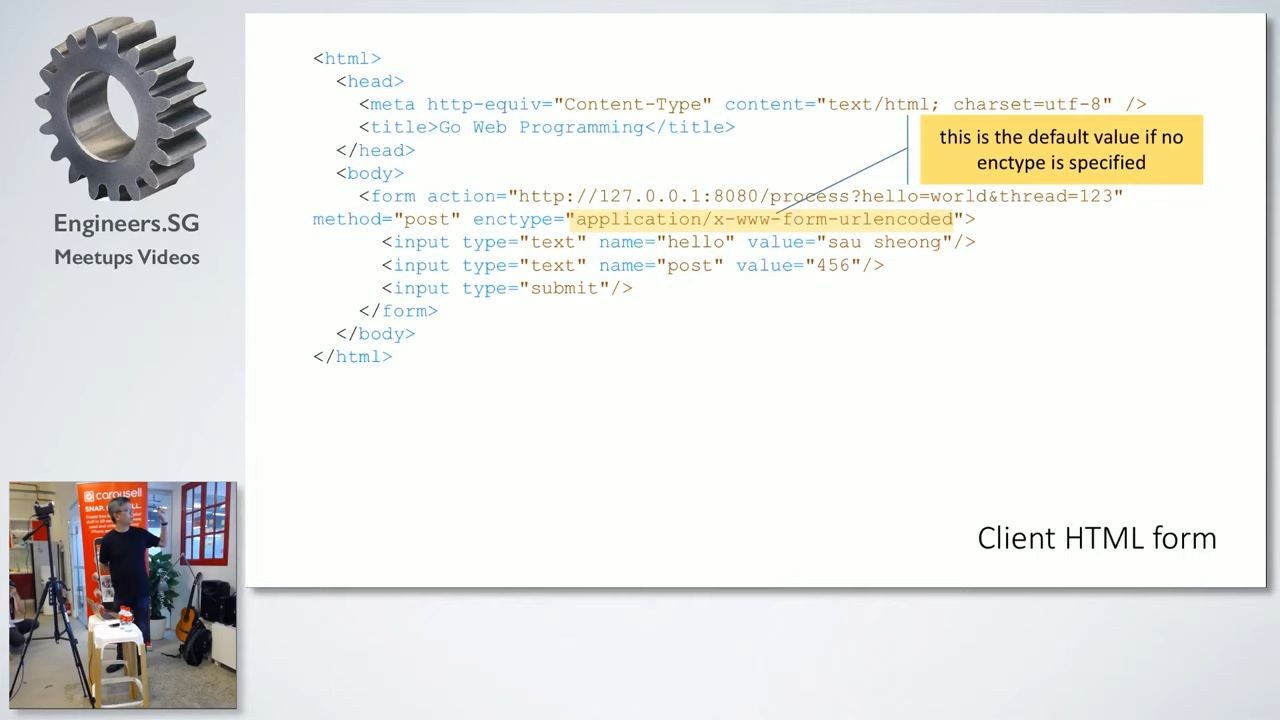 Engineers.SG
Meetups Videos
<html>
<head>
<meta http-equiv="Content-Type" content="text/html; charset=utf-8" />
<title>Go Web Programming</title>
</head>
<body>
<form action="http://127.0.0.1:8080/process?hello=world&thread=123"
method="post" enctype="application/x-www-form-urlencoded">
<input type="text" name="hello" value="sau sheong"/>
<input type="text" name="post" value="456"/>
<input type="submit"/>
</form>
</body>
</html>
this is the default value if no
enctype is specified
Client HTML form
carousell
SNAP.